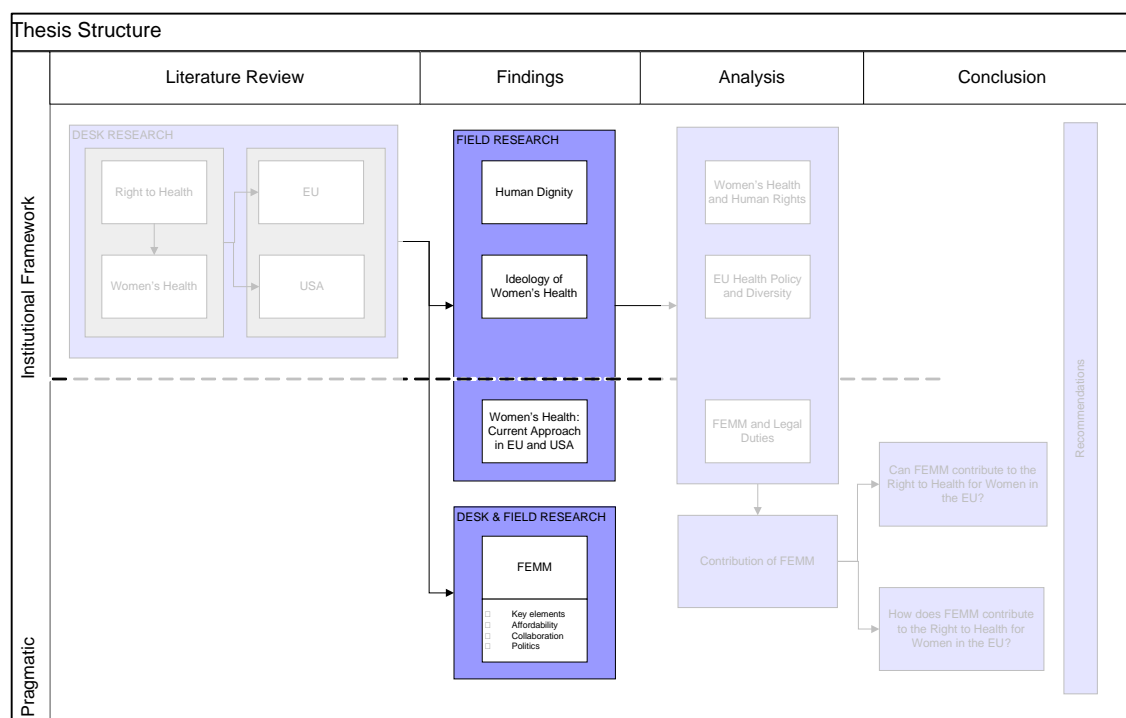 Thesis Structure
Literature Review
Findings
Analysis
Conclusion
Institutional Framework
Pragmatic
DESK RESEARCH
Right to Health
Women’s Health
EU
USA
FIELD RESEARCH
Human Dignity
Ideology of
Women’s Health
Women’s Health:
Current Approach
in EU and USA
DESK & FIELD RESEARCH
FEMM
Key elements
Affordability
Collaboration
Politics
Women’s Health
and Human Rights
EU Health Policy
and Diversity
FEMM and Legal
Duties
Contribution of FEMM
Can FEMM contribute to the
Right to Health for Women in
the EU?
How does FEMM contribute
to the Right to Health for
Women in the EU?
Recommendations